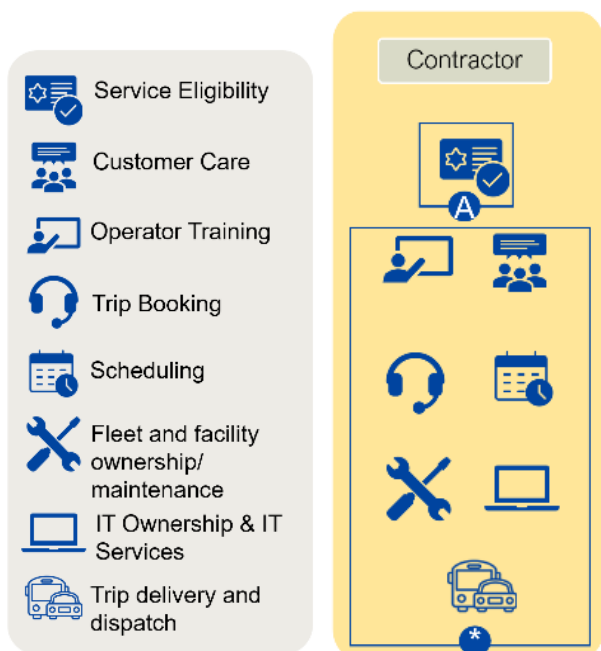 Contractor
Service Eligibility
Customer Care
A
Operator Training
Trip Booking
Scheduling
Fleet and facility
ownership/
maintenance
IT Ownership & IT
Services
Trip delivery and
dispatch
*